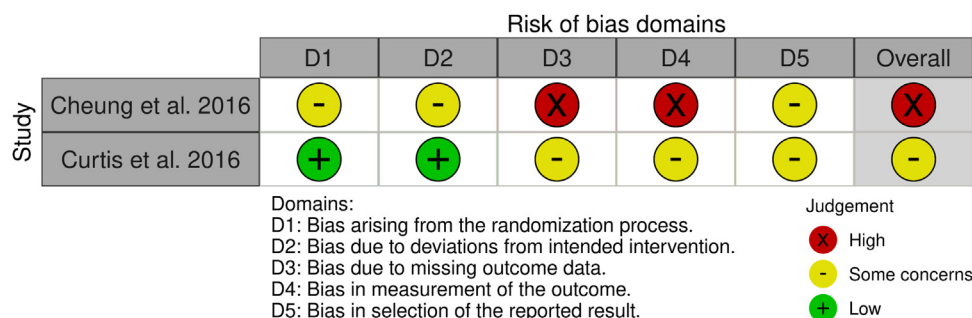 Risk of bias domains
D1 D2 D3 D4 D5 Overall
Study
Cheung et al. 2016 - - X X - X
Curtis et al. 2016 + + - - - -
Domains:
D1: Bias arising from the randomization process.
D2: Bias due to deviations from intended intervention.
D3: Bias due to missing outcome data.
D4: Bias in measurement of the outcome.
D5: Bias in selection of the reported result.
Judgement
X High
- Some concerns
+ Low